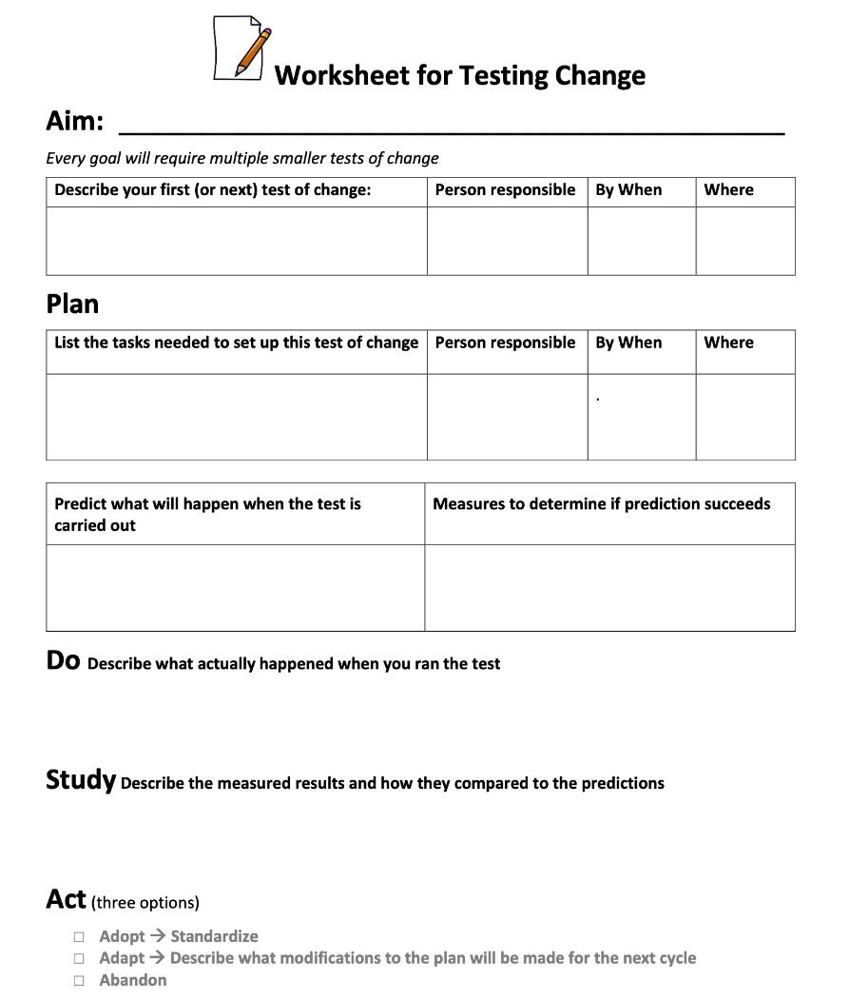 Worksheet for Testing Change
Aim: ______________________________________________
Every goal will require multiple smaller tests of change
Describe your first (or next) test of change: Person responsible By When Where
Plan
List the tasks needed to set up this test of change Person responsible By When Where
.
Predict what will happen when the test is Measures to determine if prediction succeeds
carried out
Do Describe what actually happened when you ran the test
Study Describe the measured results and how they compared to the predictions
Act (three options)
☐ Adopt → Standardize
☐ Adapt → Describe what modifications to the plan will be made for the next cycle
☐ Abandon